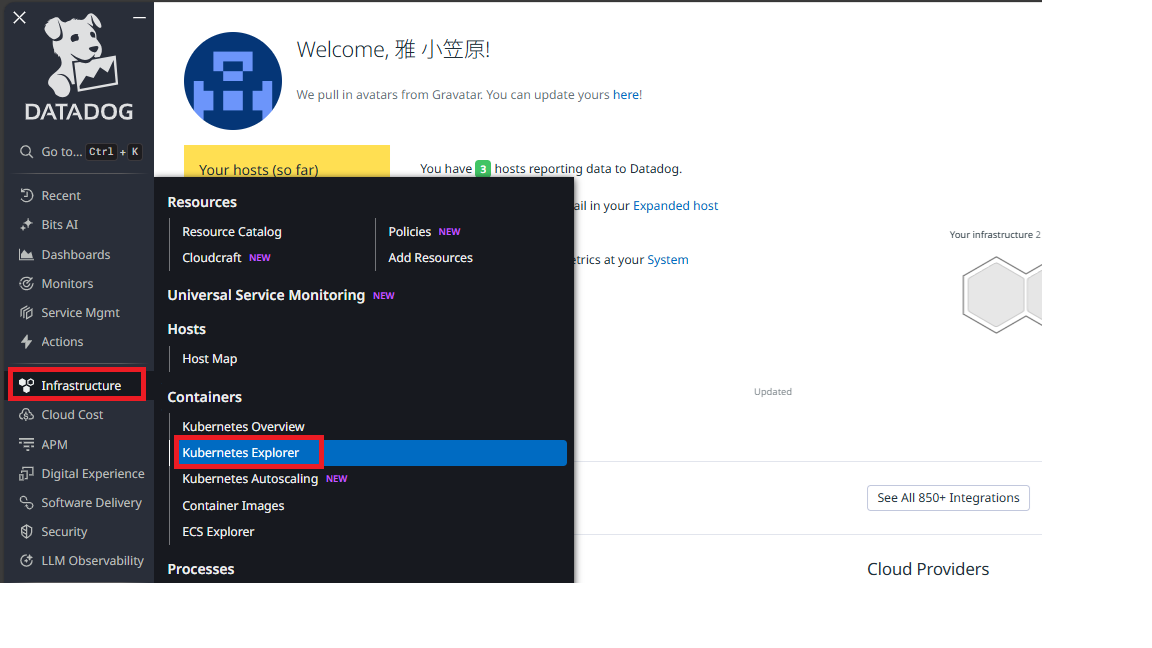 DATADOG
Go to... Ctrl + K
Recent
Bits AI
Dashboards
Monitors
Service Mgmt
Actions
Infrastructure
Cloud Cost
APM
Digital Experience
Software Delivery
Security
LLM Observability
Welcome, 雅 小笠原!
We pull in avatars from Gravatar. You can update yours here!
Your hosts (so far)
You have 3 hosts reporting data to Datadog.
ail in your Expanded host
etrics at your System
Resources
Resource Catalog
Cloudcraft NEW
Policies NEW
Add Resources
Universal Service Monitoring NEW
Hosts
Host Map
Containers
Kubernetes Overview
Kubernetes Explorer
Kubernetes Autoscaling NEW
Container Images
ECS Explorer
Processes
Your infrastructure 2
Updated
See All 850+ Integrations
Cloud Providers